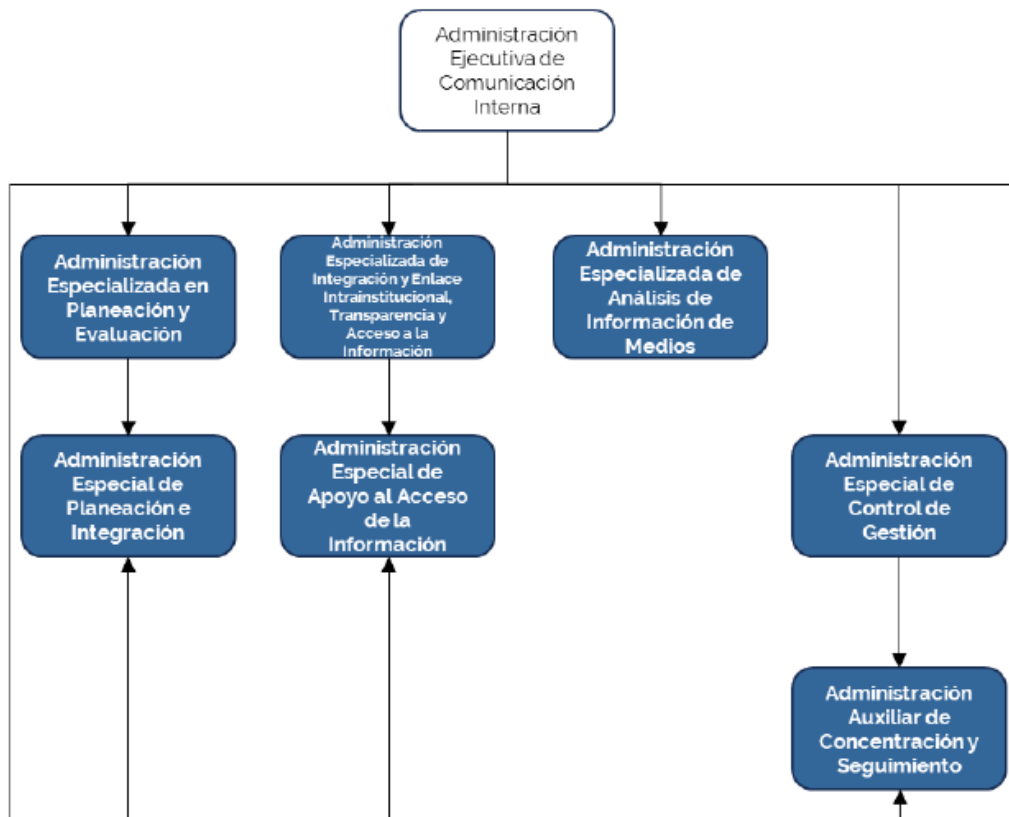 Administración
Ejecutiva de
Comunicación
Interna
Administración
Especializada en
Planeación y
Evaluación
Administración
Especializada de
Integración y Enlace
Intrainstitucional,
Transparencia y
Acceso a la
Información
Administración
Especializada de
Análisis de
Información de
Medios
Administración
Especial de
Planeación e
Integración
Administración
Especial de
Apoyo al Acceso
de la
Información
Administración
Especial de
Control de
Gestión
Administración
Auxiliar de
Concentración y
Seguimiento